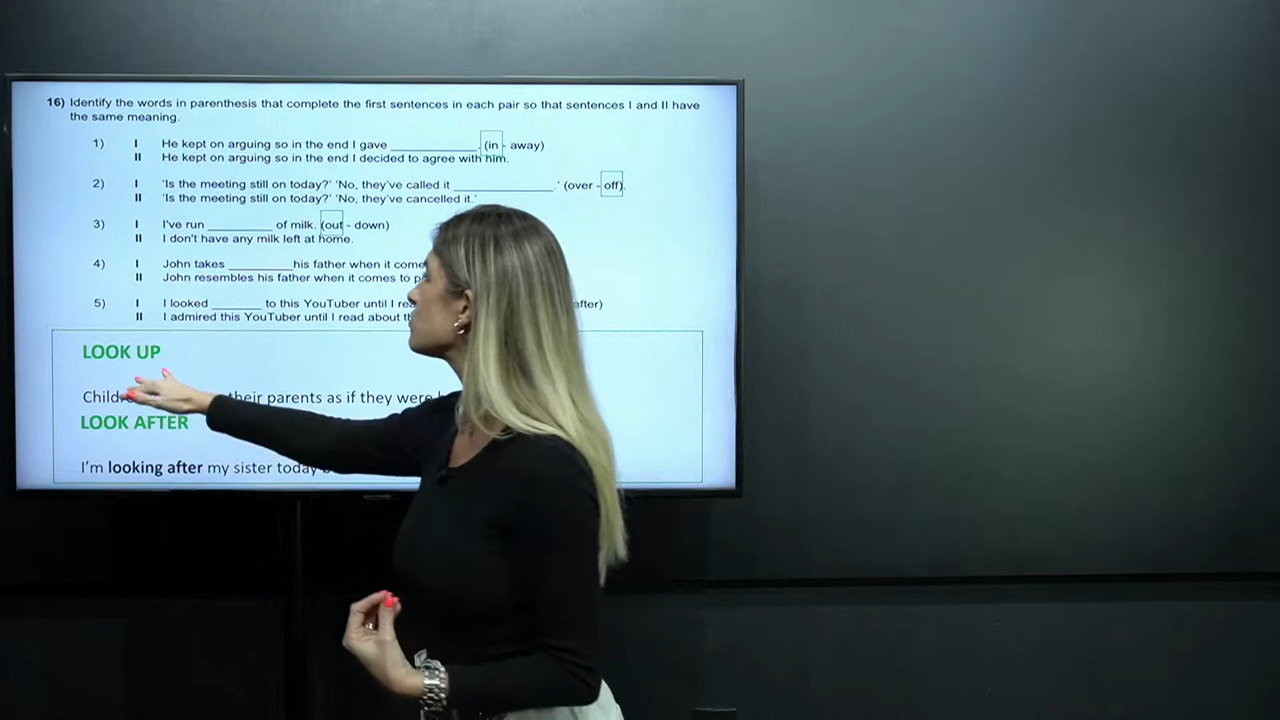 16) Identify the words in parenthesis that complete the first sentences in each pair so that sentences I and II have
the same meaning.
1) I He kept on arguing so in the end I gave ____________. (in - away)
II He kept on arguing so in the end I decided to agree with him.
2) I 'Is the meeting still on today?' 'No, they've called it ______________.' (over - off).
II 'Is the meeting still on today?' 'No, they've cancelled it.'
3) I I've run _________ of milk. (out - down)
II I don't have any milk left at home.
4) I John takes _________his father when it
II John resembles his father when it comes to
5) I I looked _______ to this YouTuber until I after)
II I admired this YouTuber until I read about
LOOK UP
their parents as if they were
LOOK AFTER
I'm looking after my sister today